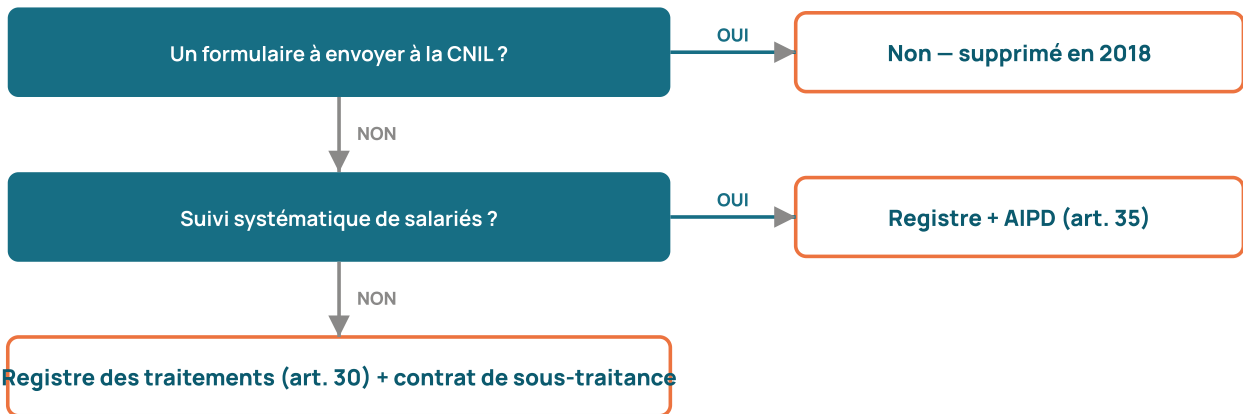 Un formulaire à envoyer à la CNIL ?
OUI
Non — supprimé en 2018
NON
Suivi systématique de salariés ?
OUI
Registre + AIPD (art. 35)
NON
Registre des traitements (art. 30) + contrat de sous-traitance